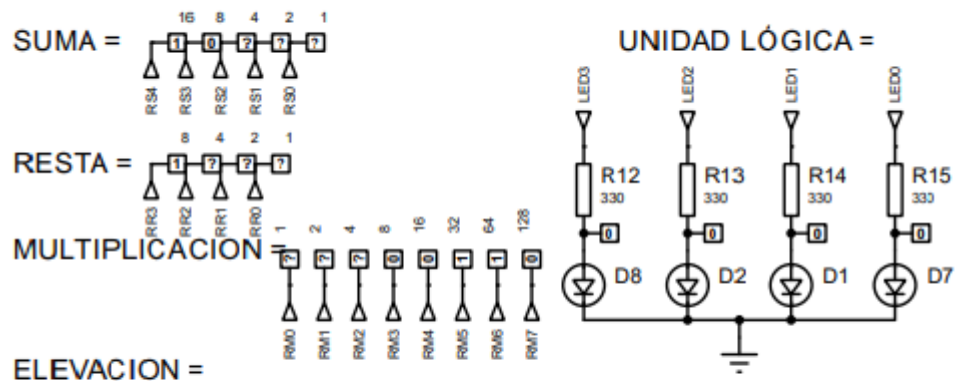 16 8 4 2 1
SUMA = 1 0 ? ? ?
RS4 RS3 RS2 RS1 RS0
8 4 2 1
RESTA = 1 ? ? ?
RR3 RR2 RR1 RR0
1 2 4 8 16 32 64 128
MULTIPLICACION = ? ? ? 0 0 1 1 0
RM0 RM1 RM2 RM3 RM4 RM5 RM6 RM7
ELEVACION =
UNIDAD LÓGICA =
LED3 LED2 LED1 LED0
R12 R13 R14 R15
330 330 330 330
0 0 0 0
D8 D2 D1 D7